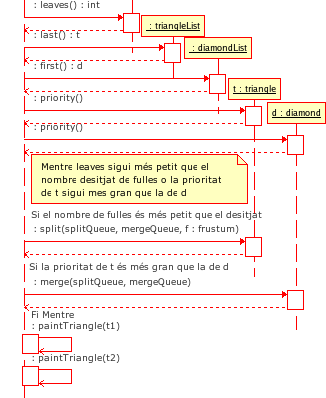 : leaves() : int
: triangleList
: last() : t
: diamondList
: first() : d
t : triangle
: priority()
d : diamond
: priority()
Mentre leaves sigui més petit que el
nombre desitjat de fulles o la prioritat
de t sigui mes gran que la de d
Si el nombre de fulles és més petit que el desitjat
: split(splitQueue, mergeQueue, f : frustum)
Si la prioritat de t és més gran que la de d
: merge(splitQueue, mergeQueue)
Fi Mentre
: paintTriangle(t1)
: paintTriangle(t2)